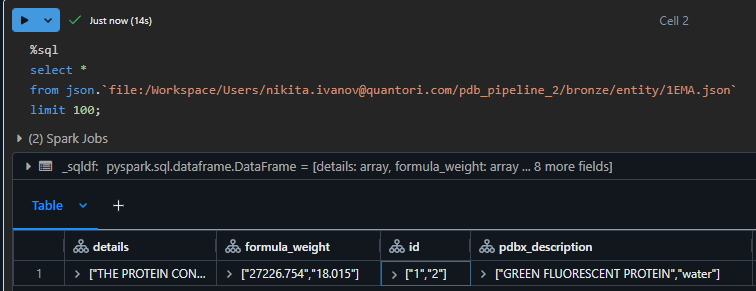 Just now (14s)
Cell 2
%sql
select *
from json.`file:/Workspace/Users/nikita.ivanov@quantori.com/pdb_pipeline_2/bronze/entity/1EMA.json`
limit 100;
(2) Spark Jobs
_sqldf: pyspark.sql.dataframe.DataFrame = [details: array, formula_weight: array ... 8 more fields]
Table +
details formula_weight id pdbx_description
1 > ["THE PROTEIN CON... > ["27226.754","18.015"] > ["1","2"] > ["GREEN FLUORESCENT PROTEIN","water"]